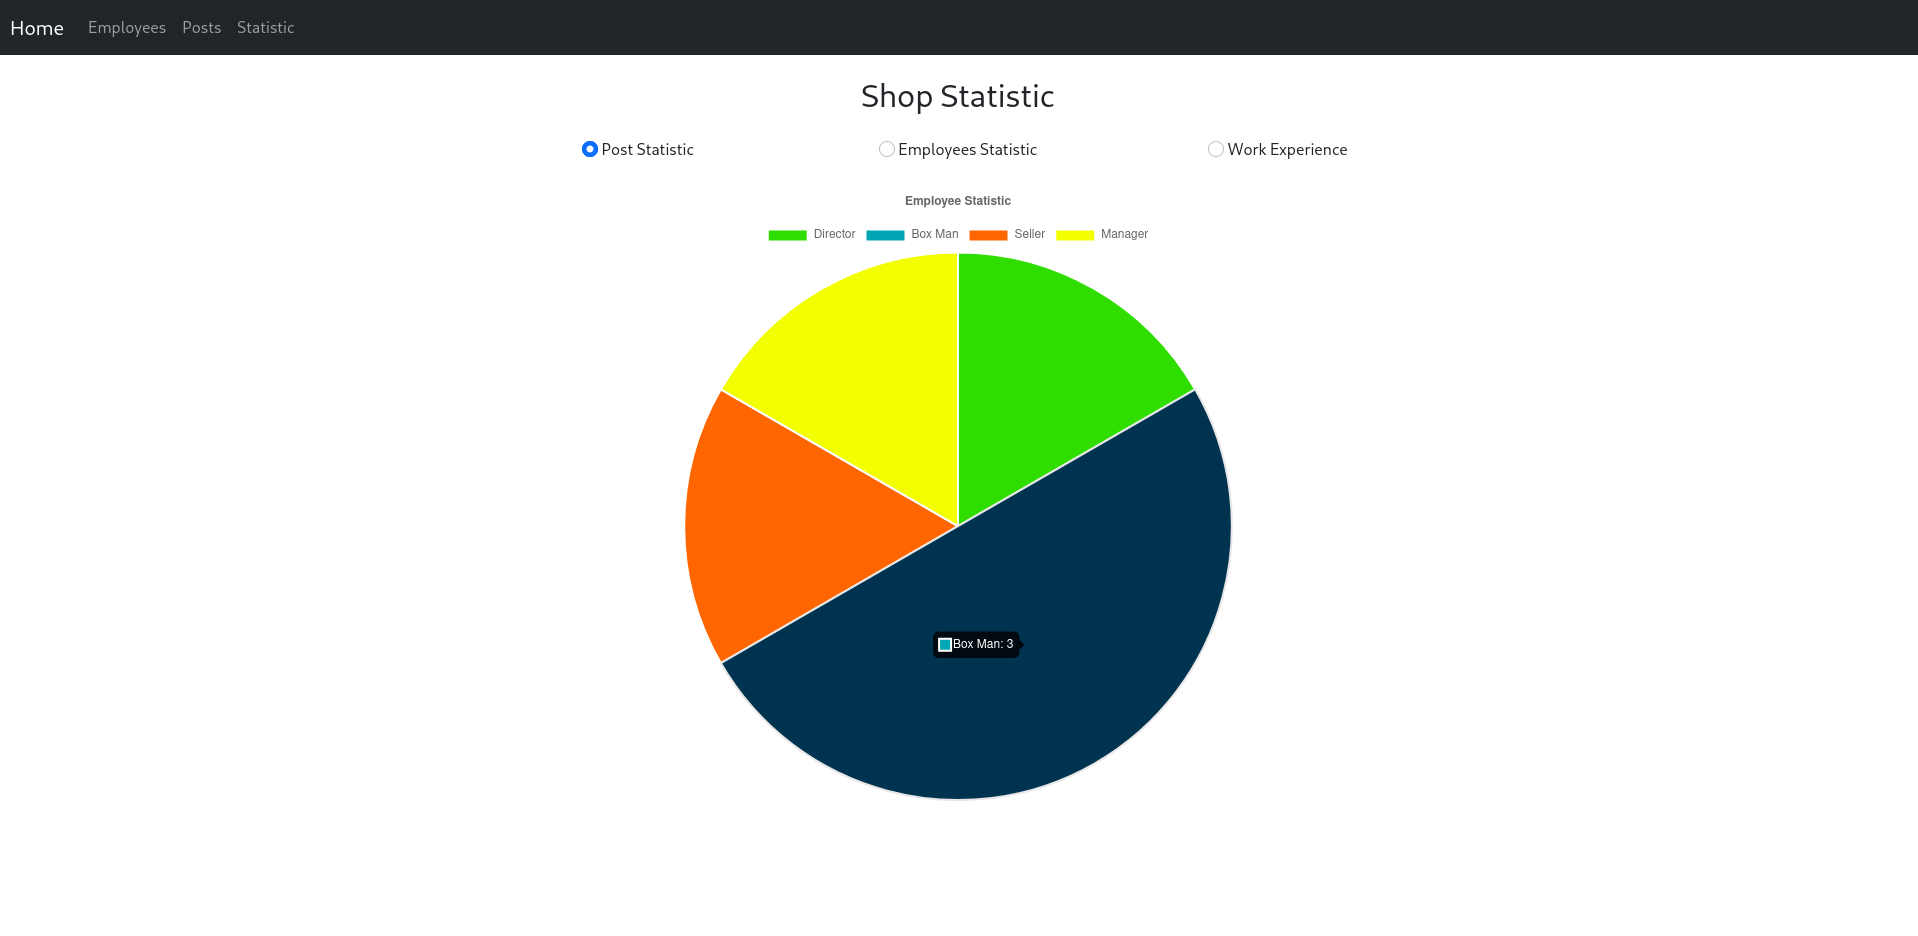 Home Employees Posts Statistic
Shop Statistic
Post Statistic Employees Statistic Work Experience
Employee Statistic
Director Box Man Seller Manager
Box Man: 3